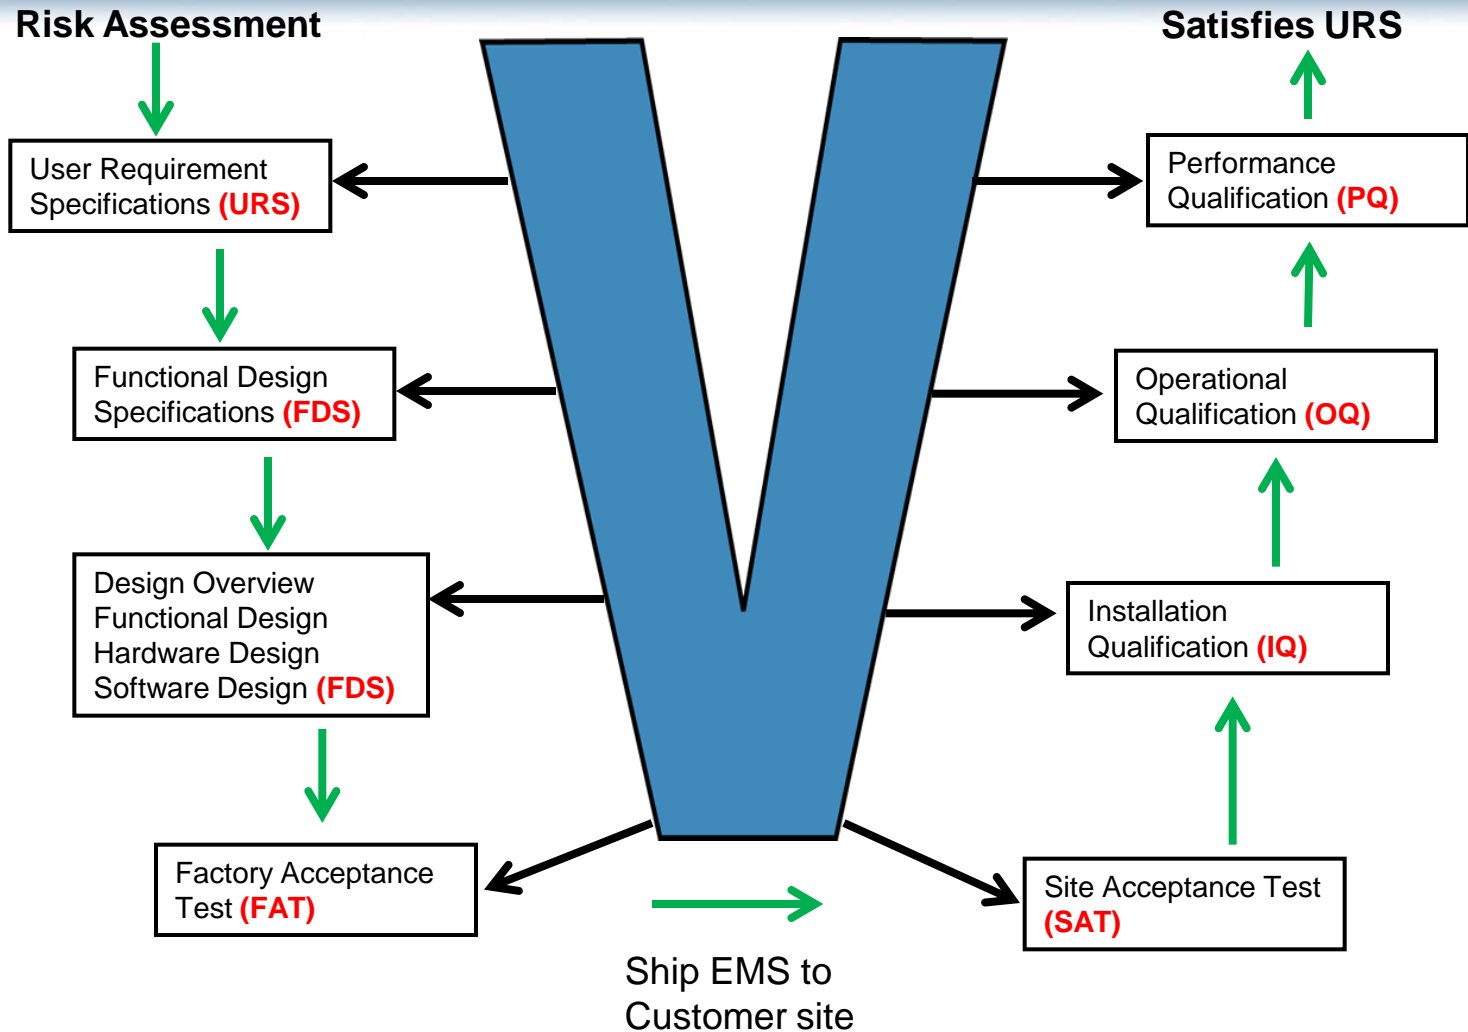 Risk Assessment
Satisfies URS
User Requirement
Specifications (URS)
Performance
Qualification (PQ)
Functional Design
Specifications (FDS)
Operational
Qualification (OQ)
Design Overview
Functional Design
Hardware Design
Software Design (FDS)
Installation
Qualification (IQ)
Factory Acceptance
Test (FAT)
Site Acceptance Test
(SAT)
Ship EMS to
Customer site